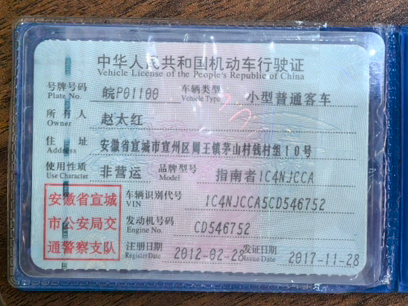 中华人民共和国机动车行驶证
Vehicle License of the People's Republic of China
号牌号码 Plate No. 皖P01100 车辆类型 Vehicle Type 小型普通客车
所有人 Owner 赵太红
住址 Address 安徽省宣城市宣州区周王镇茅山村钱村组10号
使用性质 Use Character 非营运 品牌型号 Model 指南者1C4NJCCA
安徽省宣城市公安局交通警察支队
车辆识别代号 VIN 1C4NJCCA5CD546752
发动机号码 Engine No. CD546752
注册日期 Register Date 2012-02-28 发证日期 Issue Date 2017-11-28